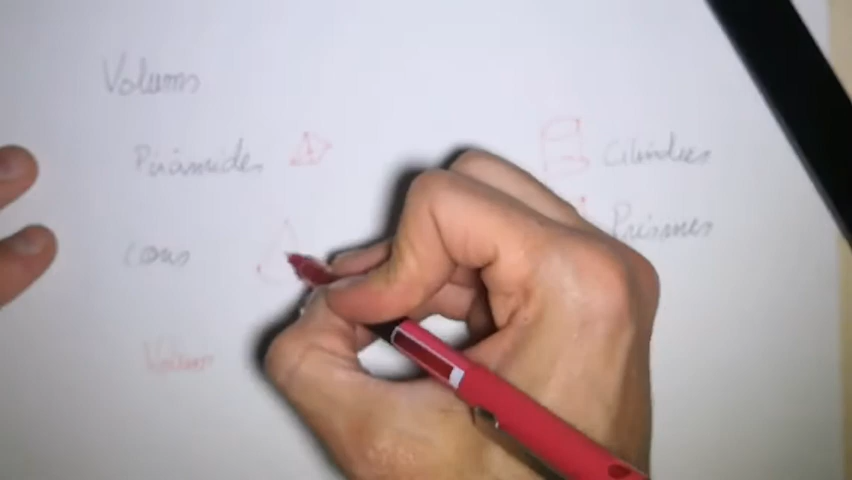 Volums
Piràmides
Cilindres
cons
Prismes
Volum